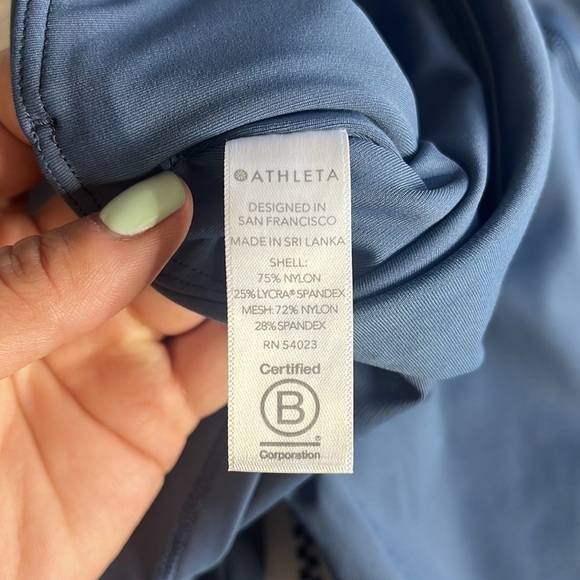 ATHLETA
DESIGNED IN
SAN FRANCISCO
MADE IN SRI LANKA
SHELL:
75% NYLON
25% LYCRA® SPANDEX
MESH: 72% NYLON
28% SPANDEX
RN 54023
Certified
B
®
Corporation